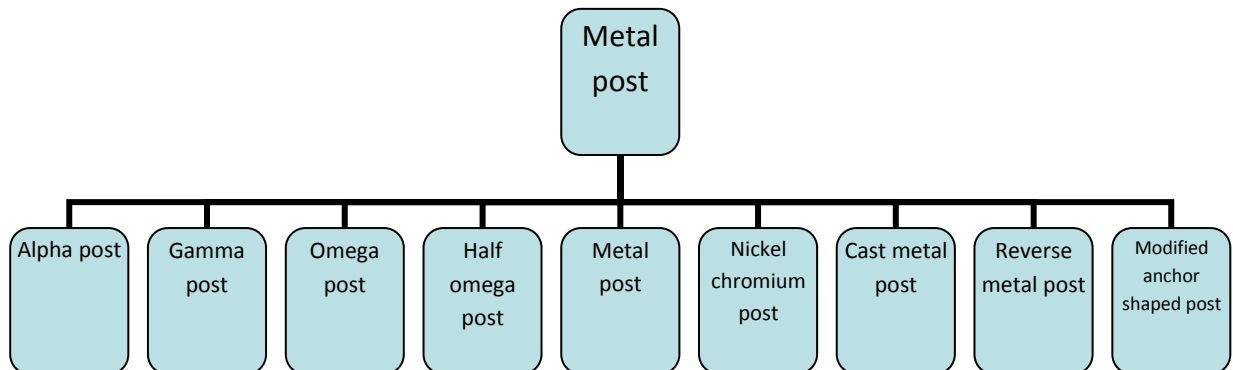 Metal
post
Alpha post
Gamma
post
Omega
post
Half
omega
post
Metal
post
Nickel
chromium
post
Cast metal
post
Reverse
metal post
Modified
anchor
shaped post